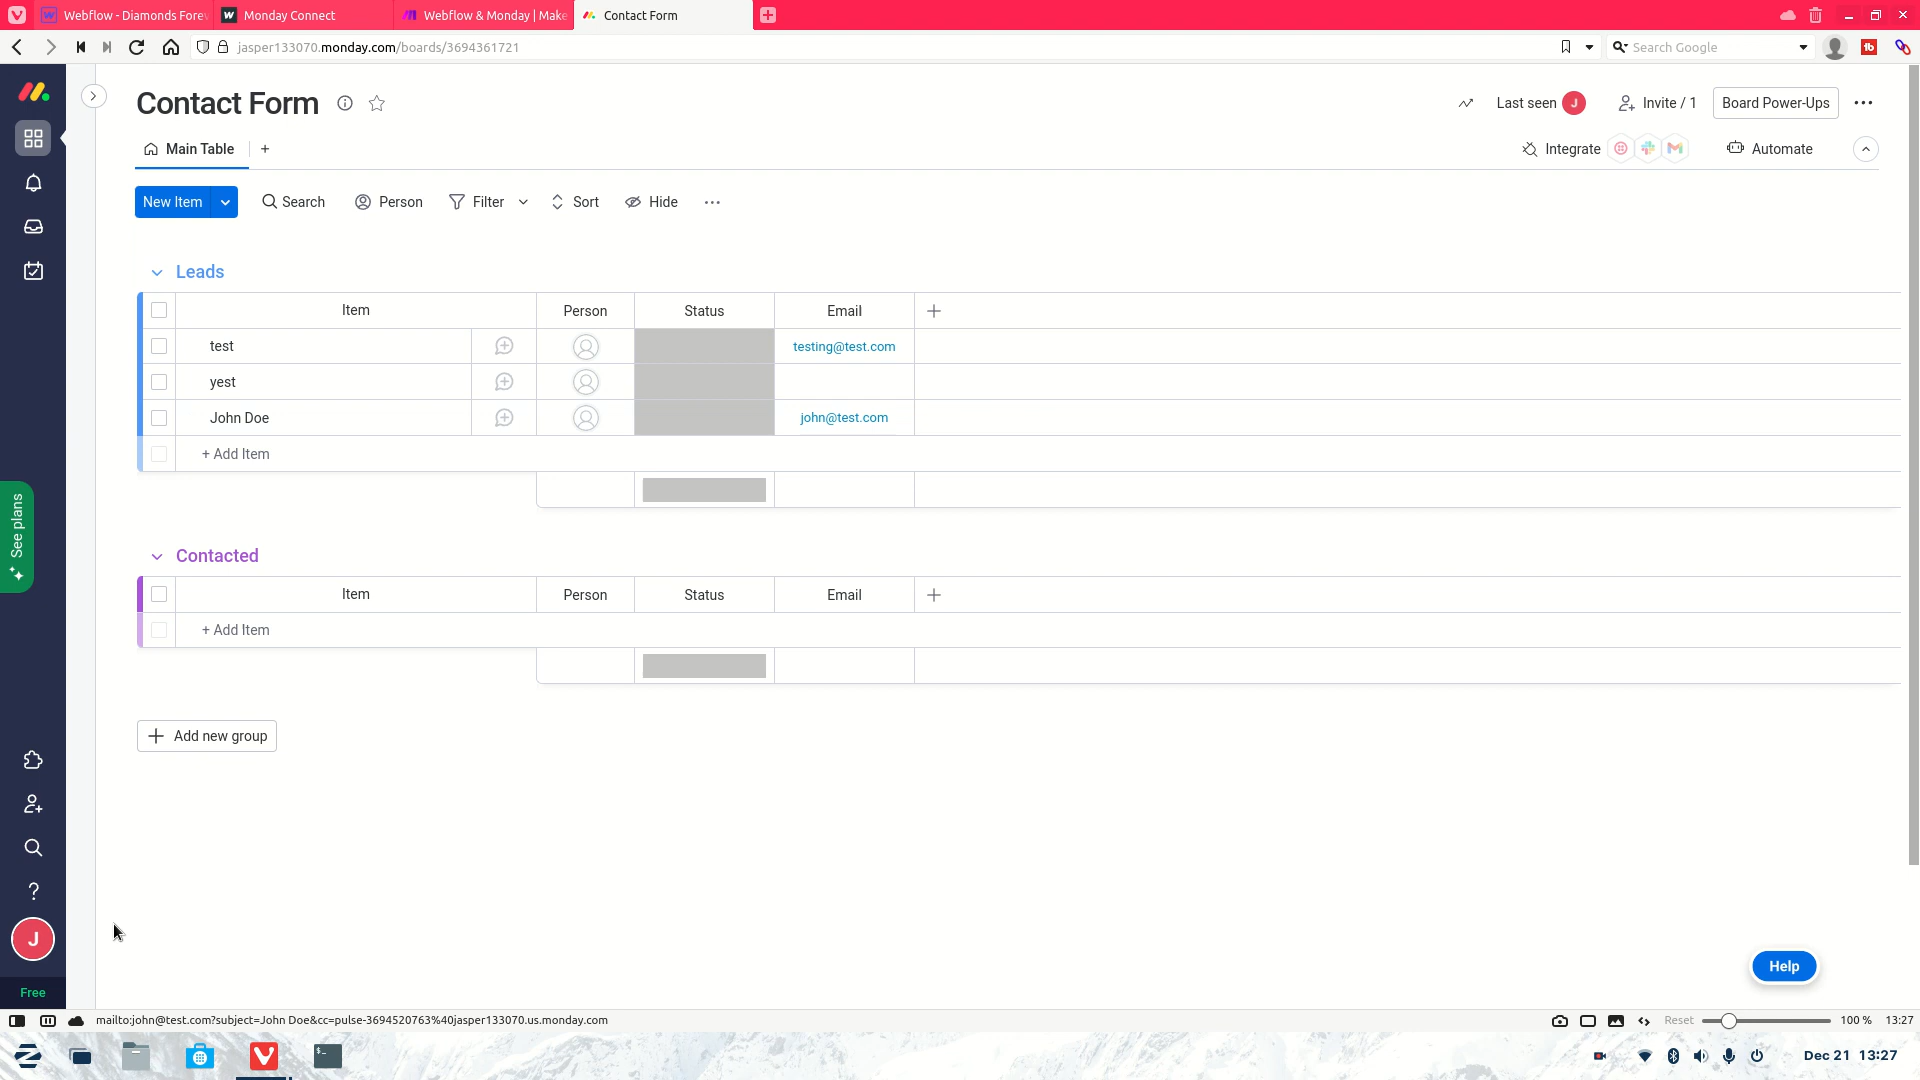 Webflow - Diamonds Forev
Monday Connect
Webflow & Monday | Make
Contact Form
jasper133070.monday.com/boards/3694361721
Search Google
Contact Form
Last seen J
Invite / 1
Board Power-Ups
Main Table
+
Integrate
Automate
New Item
Search
Person
Filter
Sort
Hide
Leads
Item Person Status Email
test testing@test.com
yest
John Doe john@test.com
+ Add Item
See plans
Contacted
Item Person Status Email
+ Add Item
+ Add new group
J
Help
Free
mailto:john@test.com?subject=John Doe&cc=pulse-3694520763%40jasper133070.us.monday.com
Reset 100 % 13:27
Dec 21 13:27